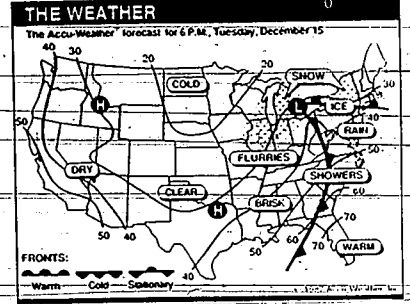 THE WEATHER
The Accu-Weather™ forecast for 6 P.M., Tuesday, December 15
40
30
20
20
30
COLD
SNOW
H
L
ICE
40
50
RAIN
FLURRIES
50
DRY
CLEAR
SHOWERS
60
H
BRISK
70
50
40
50
60
70
WARM
40
FRONTS:
Warm
Cold
Stationary